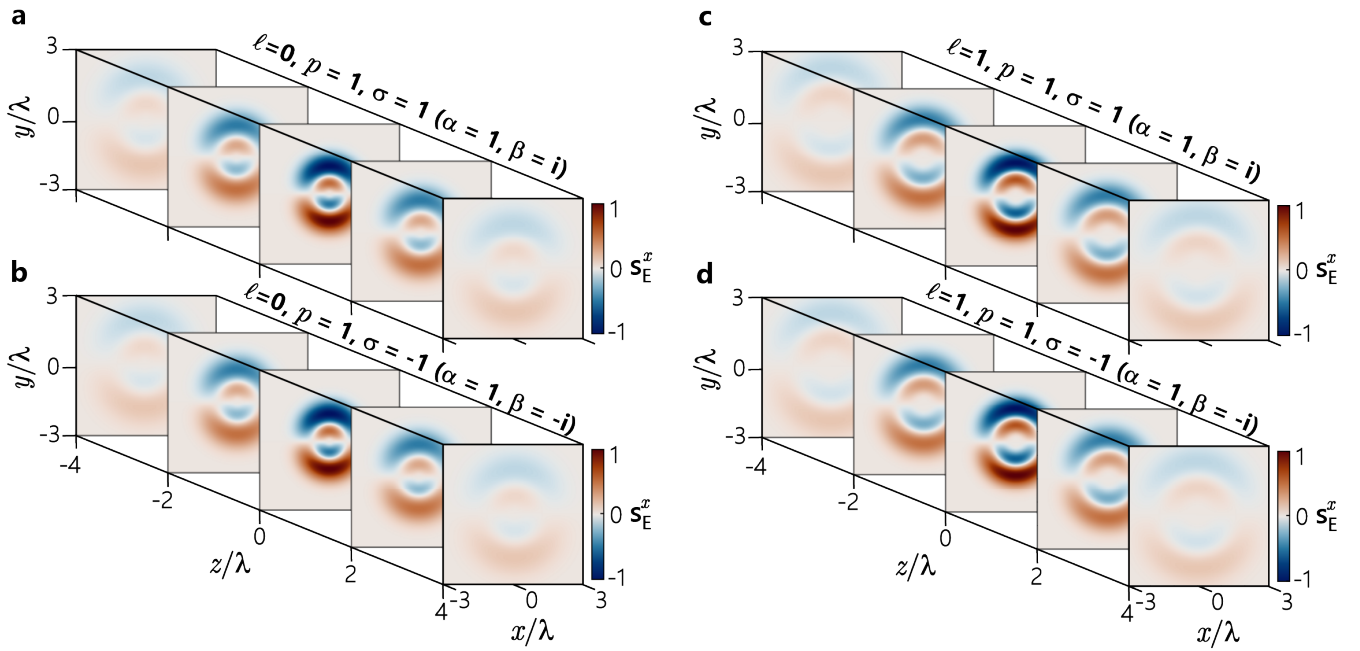 a
ℓ=0, p = 1, σ = 1 (α = 1, β = i)
3
0
-3
y/λ
1
0
-1
s_E^x
b
ℓ=0, p = 1, σ = -1 (α = 1, β = -i)
3
0
-3
y/λ
-4
-2
0
2
4
z/λ
-3
0
3
x/λ
1
0
-1
s_E^x
c
ℓ=1, p = 1, σ = 1 (α = 1, β = i)
3
0
-3
y/λ
1
0
-1
s_E^x
d
ℓ=1, p = 1, σ = -1 (α = 1, β = -i)
3
0
-3
y/λ
-4
-2
0
2
4
z/λ
-3
0
3
x/λ
1
0
-1
s_E^x